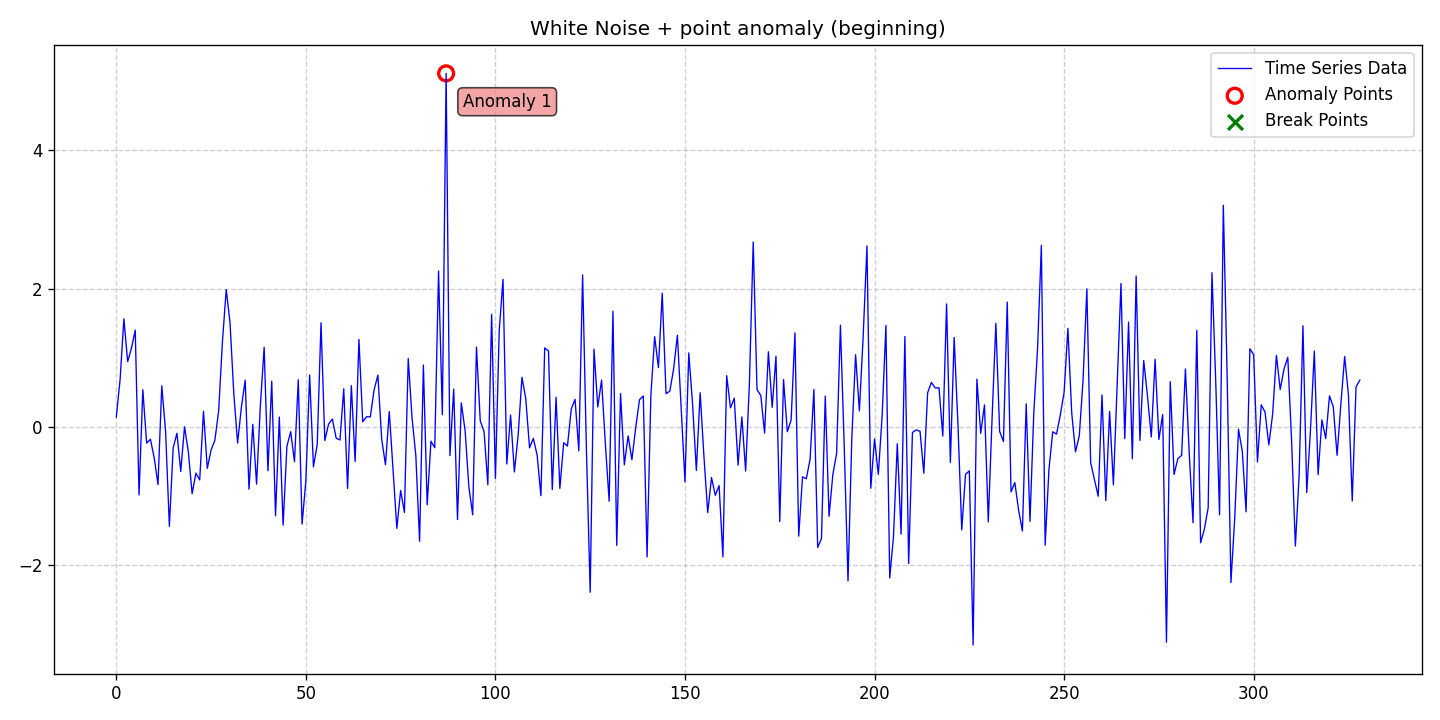 White Noise + point anomaly (beginning)
Time Series Data
Anomaly Points
Break Points
Anomaly 1
4
2
0
−2
0 50 100 150 200 250 300